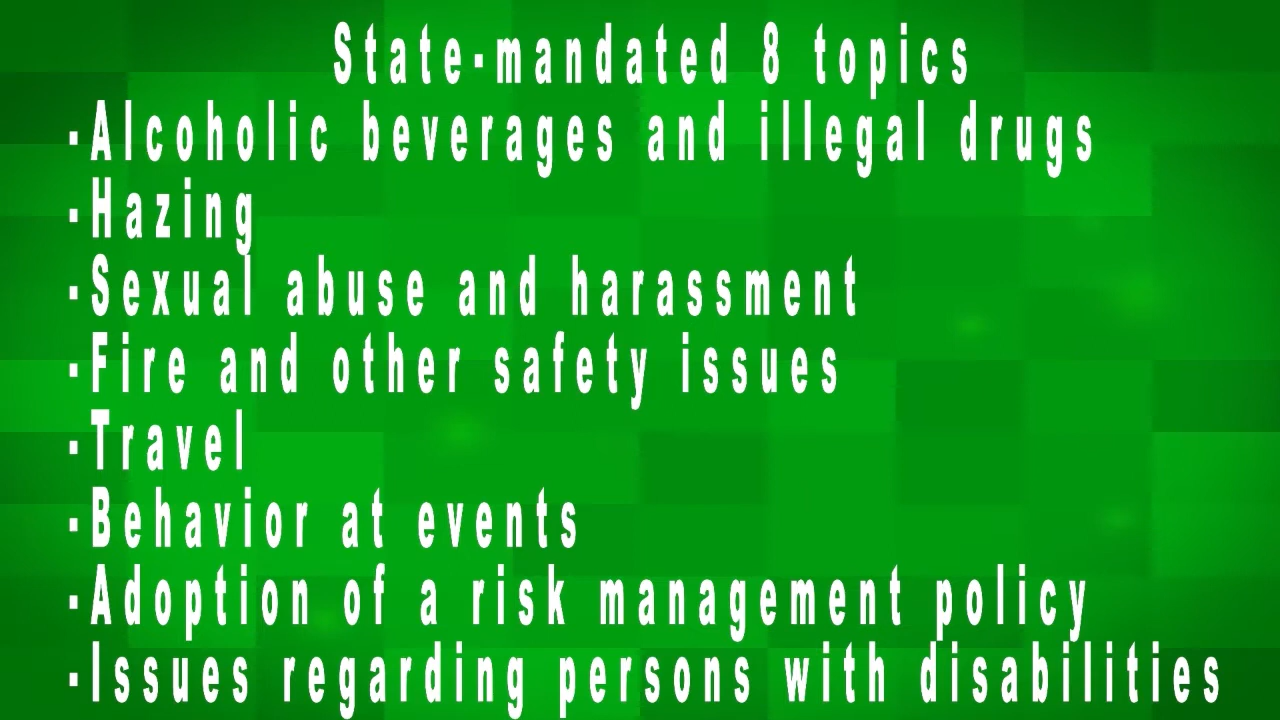 State-mandated 8 topics
-Alcoholic beverages and illegal drugs
-Hazing
-Sexual abuse and harassment
-Fire and other safety issues
-Travel
-Behavior at events
-Adoption of a risk management policy
-Issues regarding persons with disabilities